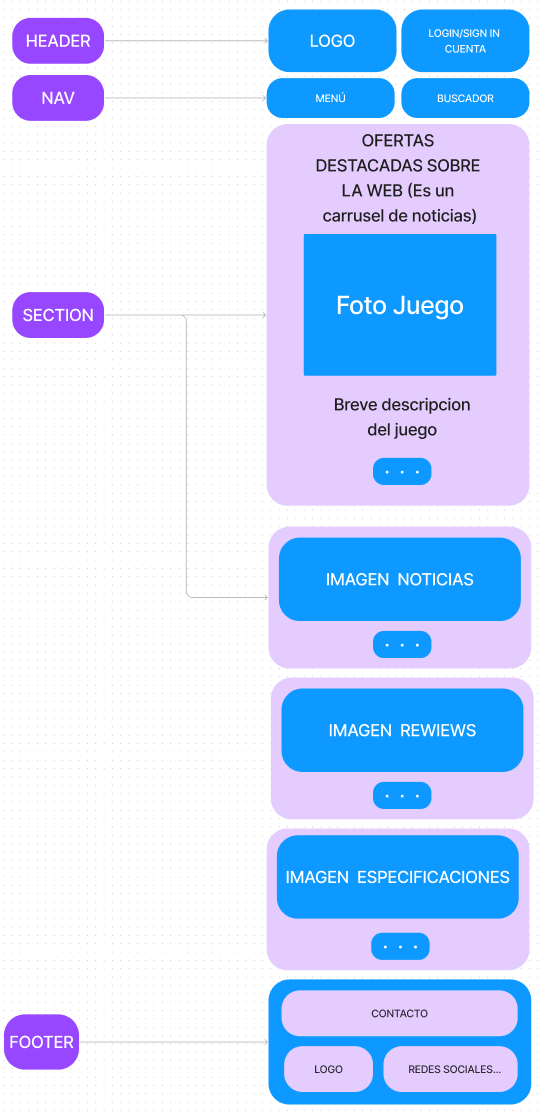 HEADER
LOGO
LOGIN/SIGN IN
CUENTA
NAV
MENÚ
BUSCADOR
OFERTAS
DESTACADAS SOBRE
LA WEB (Es un
carrusel de noticias)
SECTION
Foto Juego
Breve descripcion
del juego
. . .
IMAGEN NOTICIAS
. . .
IMAGEN REWIEWS
. . .
IMAGEN ESPECIFICACIONES
. . .
FOOTER
CONTACTO
LOGO
REDES SOCIALES...